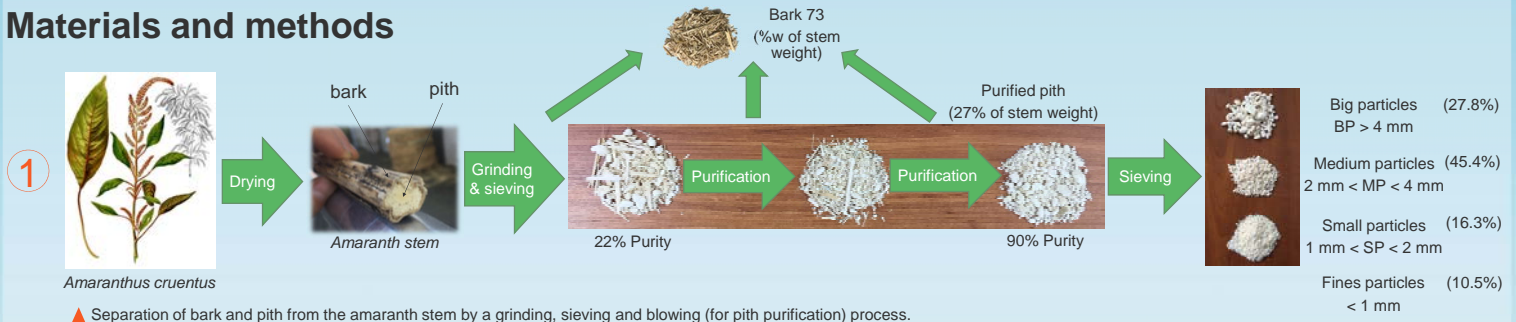 Materials and methods
Bark 73
(%w of stem
weight)
bark
pith
Purified pith
(27% of stem weight)
1
Drying
Grinding
& sieving
Purification
Purification
Sieving
Big particles (27.8%)
BP > 4 mm
Medium particles (45.4%)
2 mm < MP < 4 mm
Small particles (16.3%)
1 mm < SP < 2 mm
Fines particles (10.5%)
< 1 mm
Amaranth stem
22% Purity
90% Purity
Amaranthus cruentus
Separation of bark and pith from the amaranth stem by a grinding, sieving and blowing (for pith purification) process.